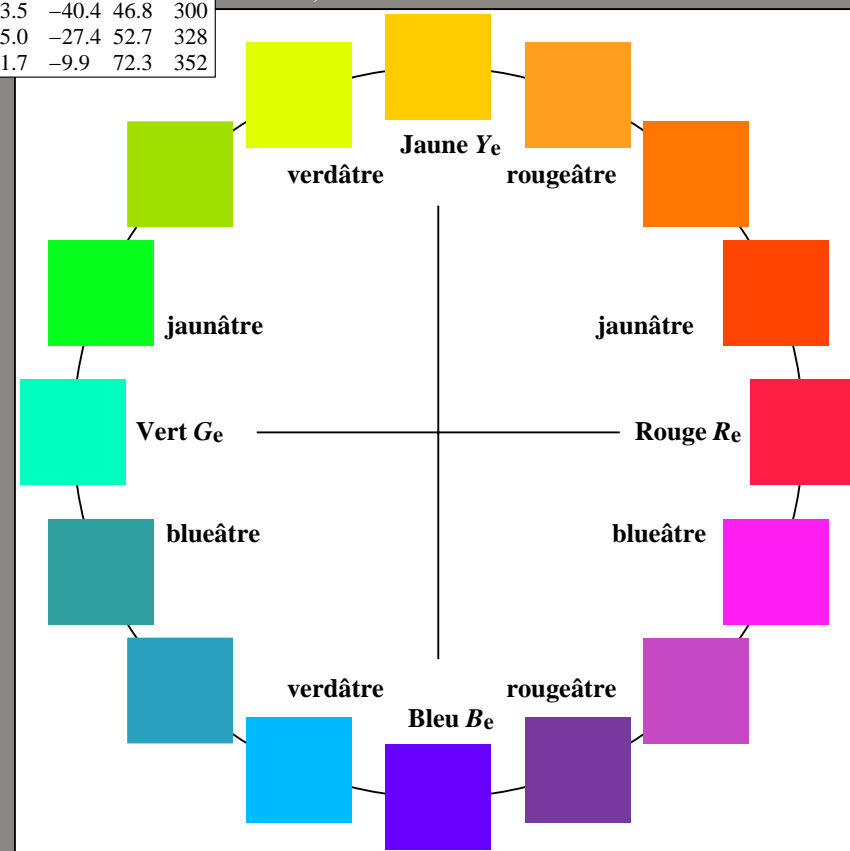 3.5 −40.4 46.8 300
5.0 −27.4 52.7 328
1.7 −9.9 72.3 352
Jaune Ye
verdâtre rougeâtre
jaunâtre jaunâtre
Vert Ge Rouge Re
blueâtre blueâtre
verdâtre rougeâtre
Bleu Be